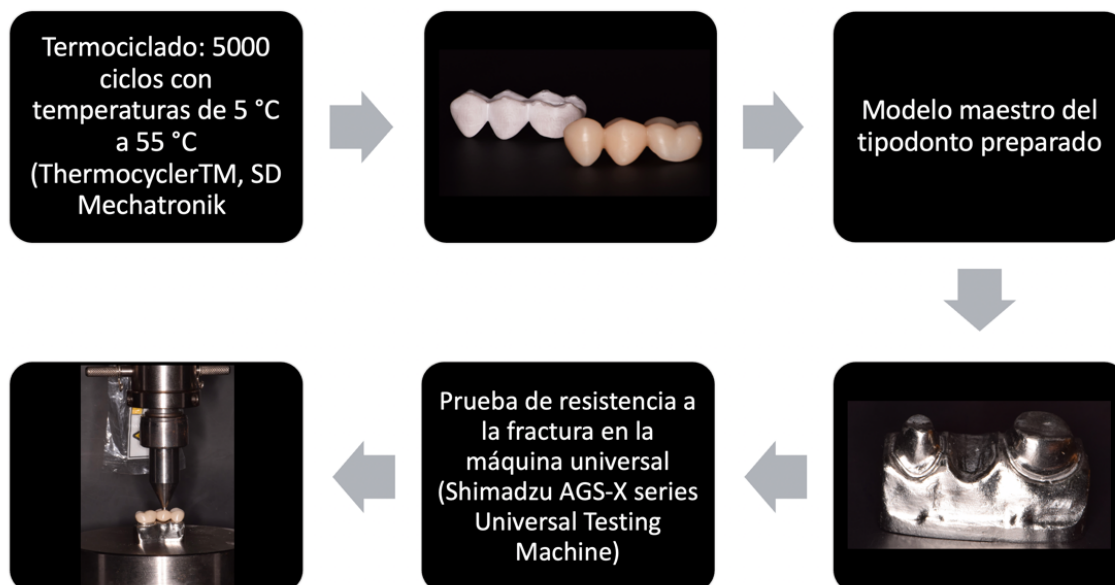 Termociclado: 5000
ciclos con
temperaturas de 5 °C
a 55 °C
(ThermocyclerTM, SD
Mechatronik
Modelo maestro del
tipodonto preparado
Prueba de resistencia a
la fractura en la
máquina universal
(Shimadzu AGS-X series
Universal Testing
Machine)